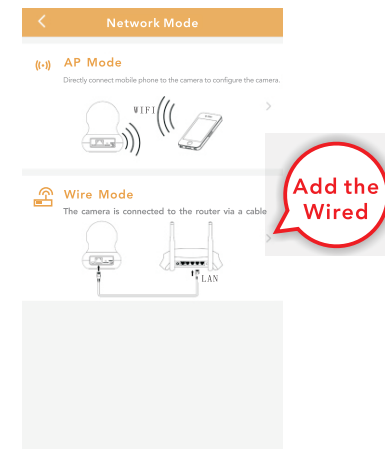 Network Mode
AP Mode
Directly connect mobile phone to the camera to configure the camera.
WIFI
Wire Mode
The camera is connected to the router via a cable
LAN
Add the
Wired